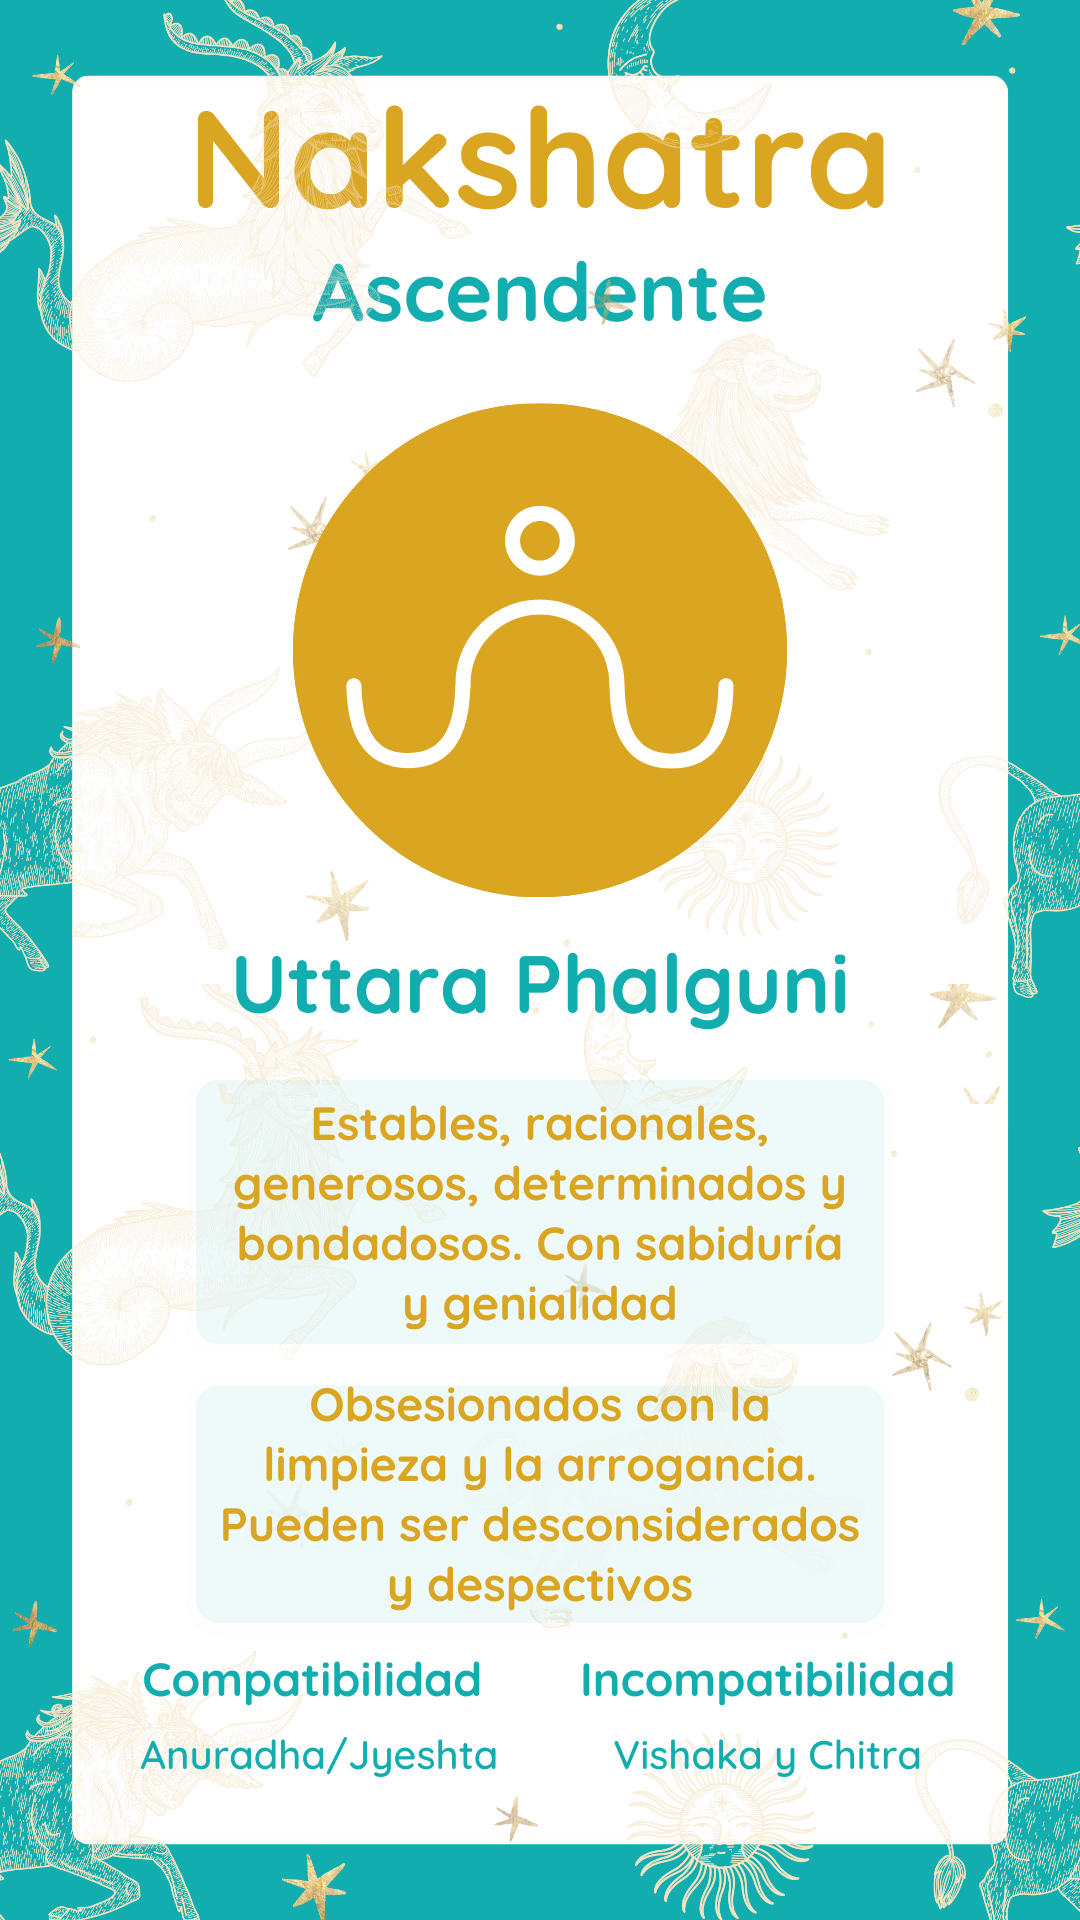 Nakshatra
Ascendente
Uttara Phalguni
Estables, racionales,
generosos, determinados y
bondadosos. Con sabiduría
y genialidad
Obsesionados con la
limpieza y la arrogancia.
Pueden ser desconsiderados
y despectivos
Compatibilidad
Anuradha/Jyeshta
Incompatibilidad
Vishaka y Chitra